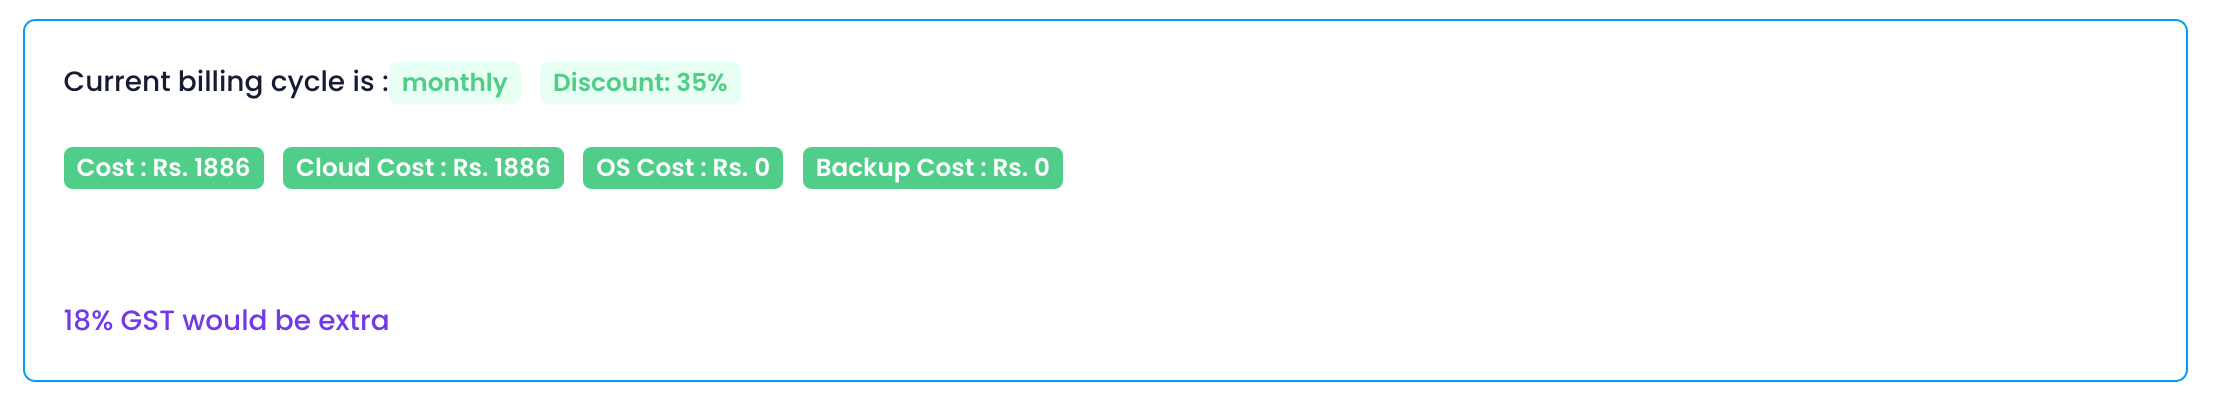 Current billing cycle is : monthly Discount: 35%
Cost : Rs. 1886 Cloud Cost : Rs. 1886 OS Cost : Rs. 0 Backup Cost : Rs. 0
18% GST would be extra